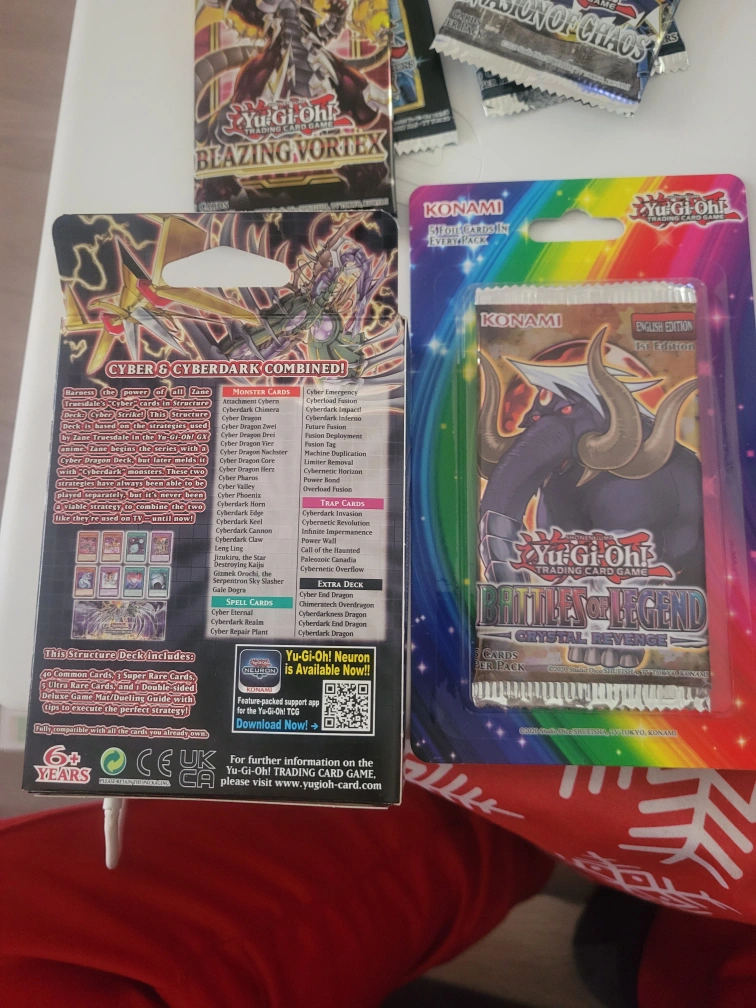 Yu-Gi-Oh!
TRADING CARD GAME
BLAZING VORTEX
CARDS
INVASION OF CHAOS
CYBER & CYBERDARK COMBINED!
Harness the power of all Zane
Truesdale's "Cyber" cards in Structure
Deck: Cyber Strike! This Structure
Deck is based on the strategies used
by Zane Truesdale in the Yu-Gi-Oh! GX
anime. Zane begins the series with a
Cyber Dragon Deck, but later melds it
with "Cyberdark" monsters. These two
strategies have always been able to be
played separately, but it's never been
a viable strategy to combine the two
like they're used on TV – until now!
MONSTER CARDS
Attachment Cybern
Cyberdark Chimera
Cyber Dragon
Cyber Dragon Zwei
Cyber Dragon Drei
Cyber Dragon Vier
Cyber Dragon Nachster
Cyber Dragon Core
Cyber Dragon Herz
Cyber Pharos
Cyber Valley
Cyber Phoenix
Cyberdark Horn
Cyberdark Edge
Cyberdark Keel
Cyberdark Cannon
Cyberdark Claw
Leng Ling
Jizukiru, the Star
Destroying Kaiju
Gizmek Orochi, the
Serpentron Sky Slasher
Gale Dogra
SPELL CARDS
Cyber Eternal
Cyberdark Realm
Cyber Repair Plant
Cyber Emergency
Cyberload Fusion
Cyberdark Impact!
Cyberdark Inferno
Future Fusion
Fusion Deployment
Fusion Tag
Machine Duplication
Limiter Removal
Cybernetic Horizon
Power Bond
Overload Fusion
TRAP CARDS
Cyberdark Invasion
Cybernetic Revolution
Infinite Impermanence
Power Wall
Call of the Haunted
Paleozoic Canadia
Cybernetic Overflow
EXTRA DECK
Cyber End Dragon
Chimeratech Overdragon
Cyberdarkness Dragon
Cyberdark End Dragon
Cyberdark Dragon
This Structure Deck includes:
40 Common Cards, 3 Super Rare Cards,
5 Ultra Rare Cards, and 1 Double-sided
Deluxe Game Mat/Dueling Guide with
tips to execute the perfect strategy!
Fully compatible with all the cards you already own.
NEURON
KONAMI
Yu-Gi-Oh! Neuron
is Available Now!!
Feature-packed support app
for the Yu-Gi-Oh! TCG
Download Now! →
6+
YEARS
PLEASE RETAIN THIS PACKAGING
CE
UK
CA
For further information on the
Yu-Gi-Oh! TRADING CARD GAME,
please visit www.yugioh-card.com
KONAMI
5 FOIL CARDS IN
EVERY PACK
Yu-Gi-Oh!
TRADING CARD GAME
KONAMI
ENGLISH EDITION
1st Edition
Yu-Gi-Oh!
TRADING CARD GAME
BATTLES OF LEGEND
CRYSTAL REVENGE
5 CARDS
PER PACK
©2020 Studio Dice/SHUEISHA, TV TOKYO, KONAMI